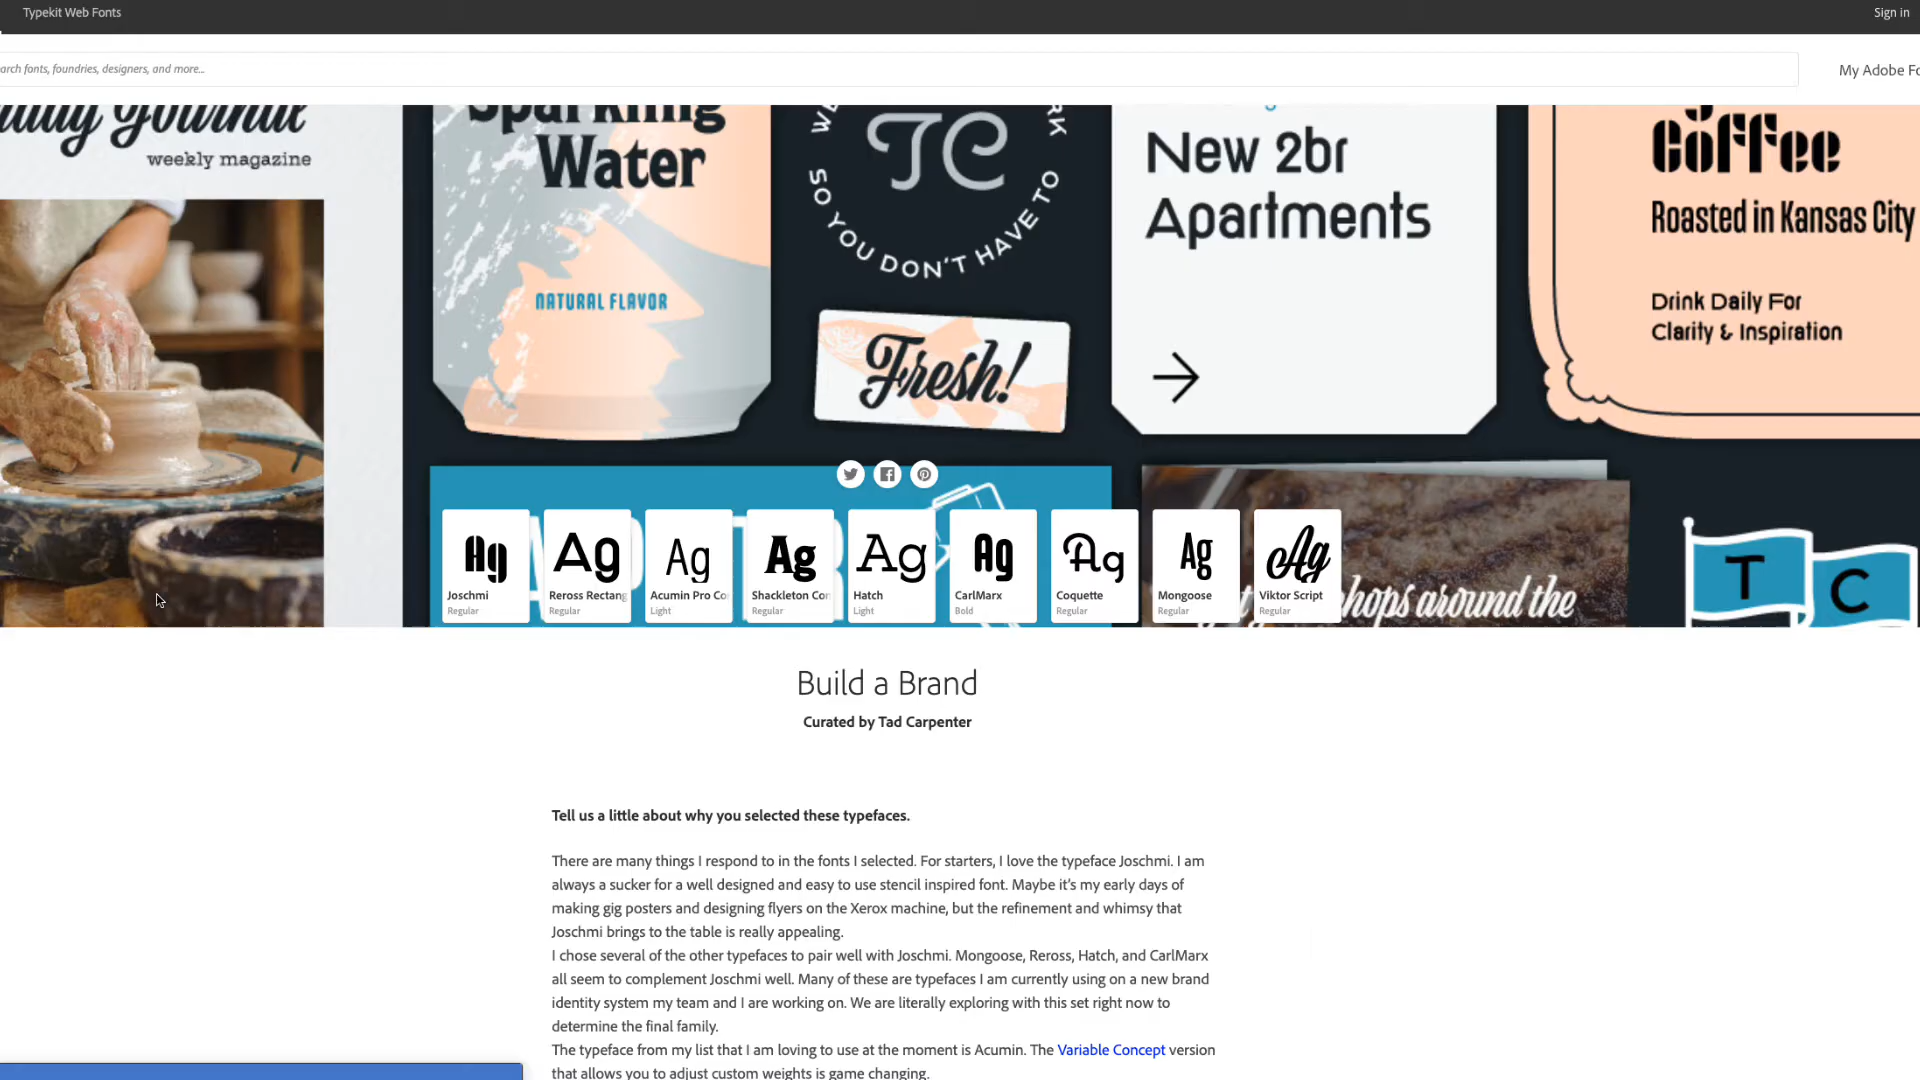 Typekit Web Fonts
Sign in
arch fonts, foundries, designers, and more...
My Adobe Fo
weekly magazine
Sparkling
Water
NATURAL FLAVOR
TC
SO YOU DON'T HAVE TO
Fresh!
New 2br
Apartments
Coffee
Roasted in Kansas City
Drink Daily For
Clarity & Inspiration
Ag
Joschmi
Regular
Ag
Reross Rectang
Regular
Ag
Acumin Pro Co
Light
Ag
Shackleton Con
Regular
Ag
Hatch
Light
Ag
CarlMarx
Bold
Ag
Coquette
Regular
Ag
Mongoose
Regular
Ag
Viktor Script
Regular
hops around the
T C
Build a Brand
Curated by Tad Carpenter
Tell us a little about why you selected these typefaces.
There are many things I respond to in the fonts I selected. For starters, I love the typeface Joschmi. I am
always a sucker for a well designed and easy to use stencil inspired font. Maybe it's my early days of
making gig posters and designing flyers on the Xerox machine, but the refinement and whimsy that
Joschmi brings to the table is really appealing.
I chose several of the other typefaces to pair well with Joschmi. Mongoose, Reross, Hatch, and CarlMarx
all seem to complement Joschmi well. Many of these are typefaces I am currently using on a new brand
identity system my team and I are working on. We are literally exploring with this set right now to
determine the final family.
The typeface from my list that I am loving to use at the moment is Acumin. The Variable Concept version
that allows you to adjust custom weights is game changing.